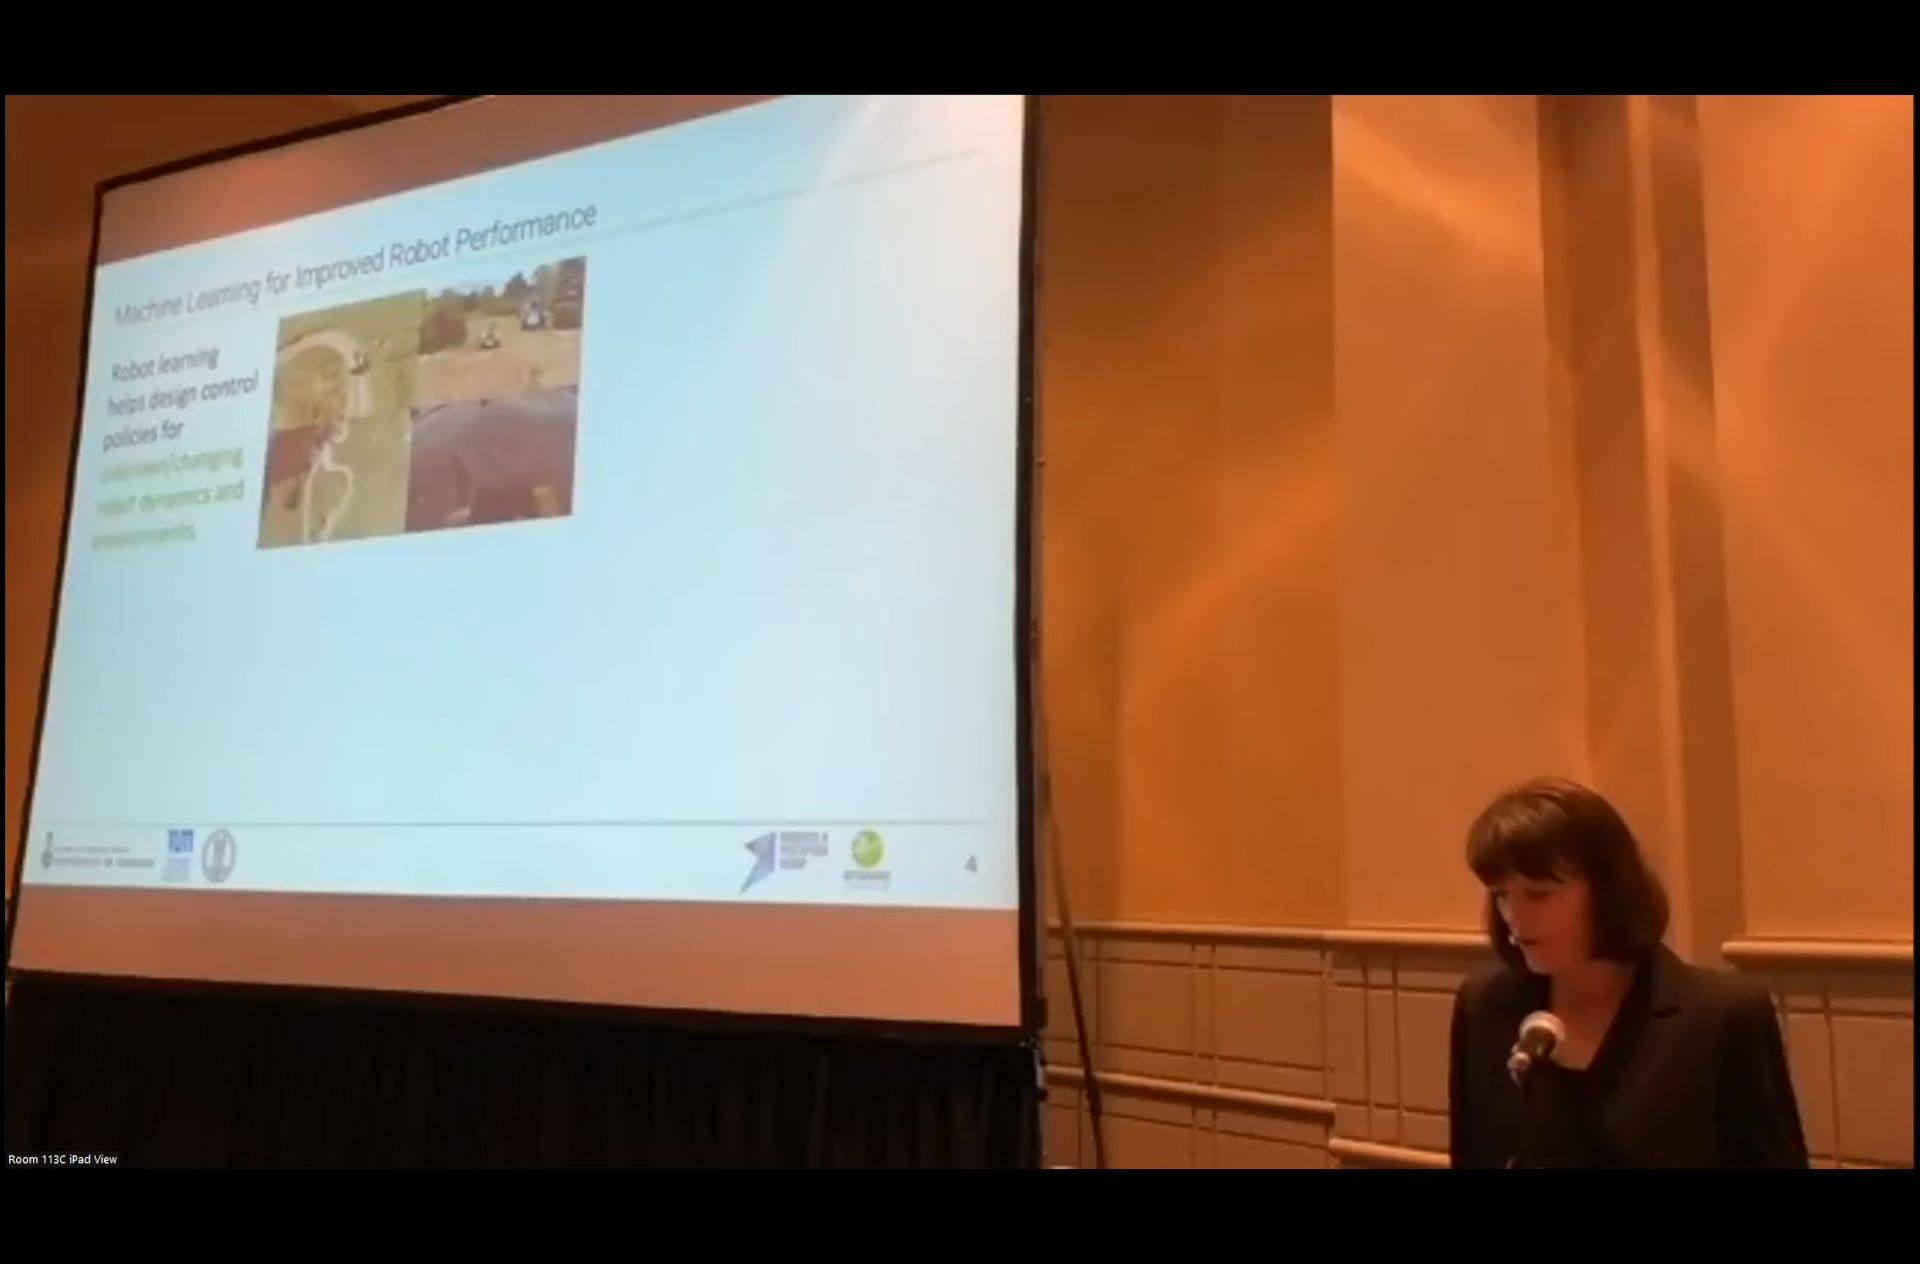 Machine Learning for Improved Robot Performance
Robot learning
helps design control
policies for
unknown/changing
robot dynamics and
environments.
TUM
4
Room 113C iPad View